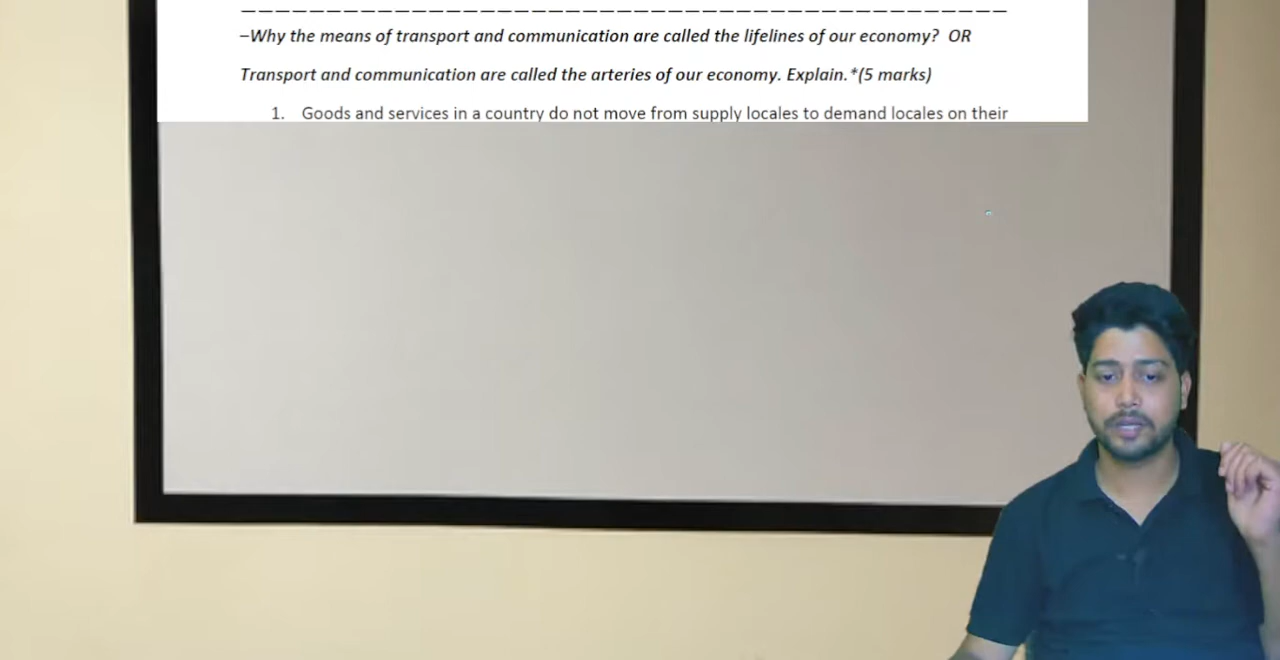 –Why the means of transport and communication are called the lifelines of our economy? OR
Transport and communication are called the arteries of our economy. Explain.*(5 marks)
1. Goods and services in a country do not move from supply locales to demand locales on their